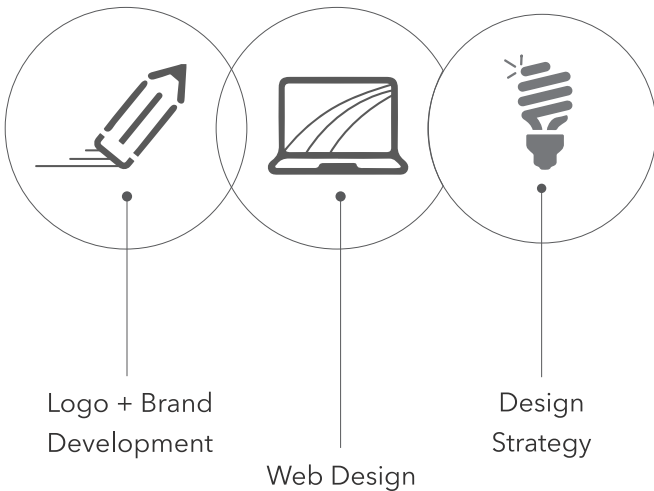 Logo + Brand
Development
Web Design
Design
Strategy